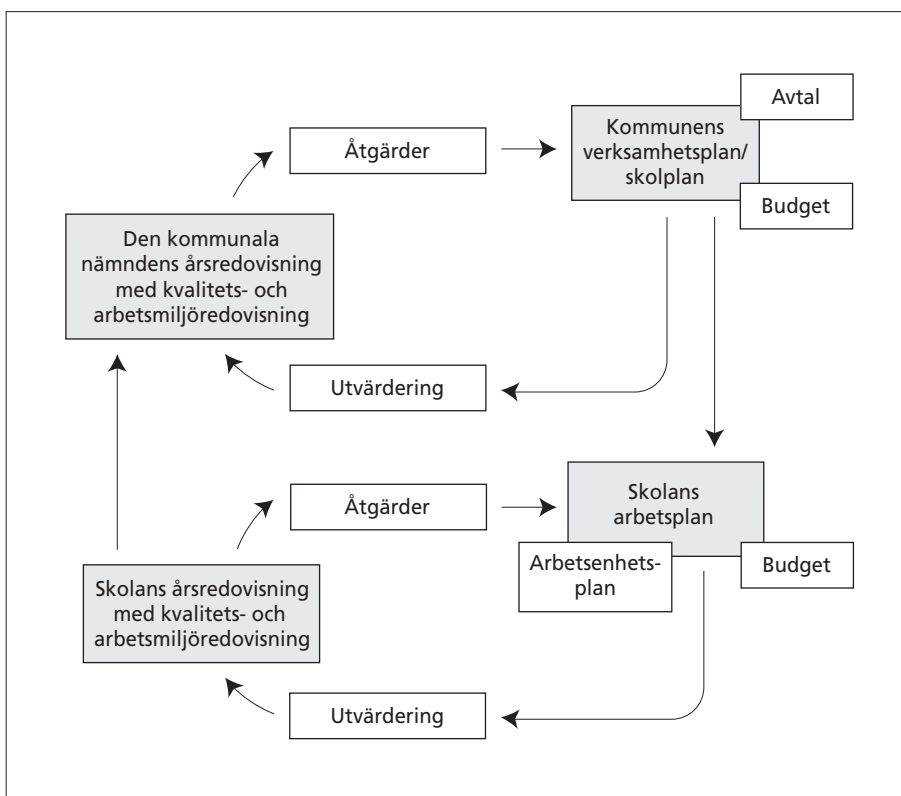 Avtal
Åtgärder
Kommunens
verksamhetsplan/
skolplan
Budget
Den kommunala
nämndens årsredovisning
med kvalitets- och
arbetsmiljöredovisning
Utvärdering
Åtgärder
Skolans
arbetsplan
Arbetsenhets-
plan
Budget
Skolans årsredovisning
med kvalitets- och
arbetsmiljöredovisning
Utvärdering